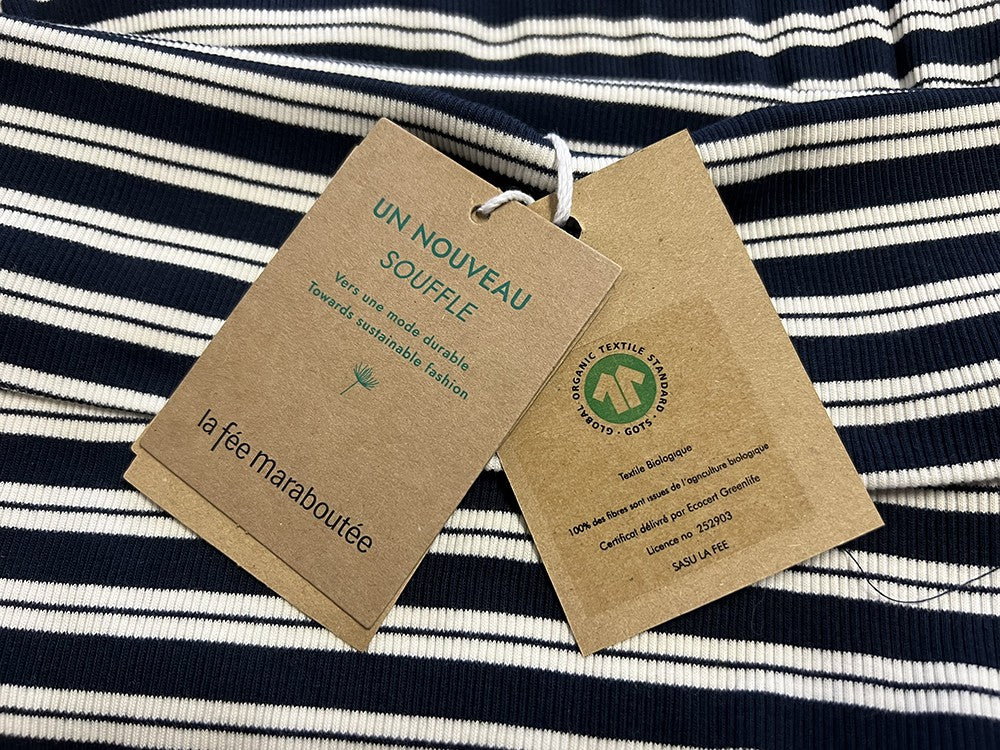 UN NOUVEAU
SOUFFLE
Vers une mode durable
Towards sustainable fashion
la fée maraboutée
GLOBAL ORGANIC TEXTILE STANDARD · GOTS ·
Textile Biologique
100% des fibres sont issues de l'agriculture biologique
Certificat délivré par Ecocert Greenlife
Licence no 252903
SASU LA FEE